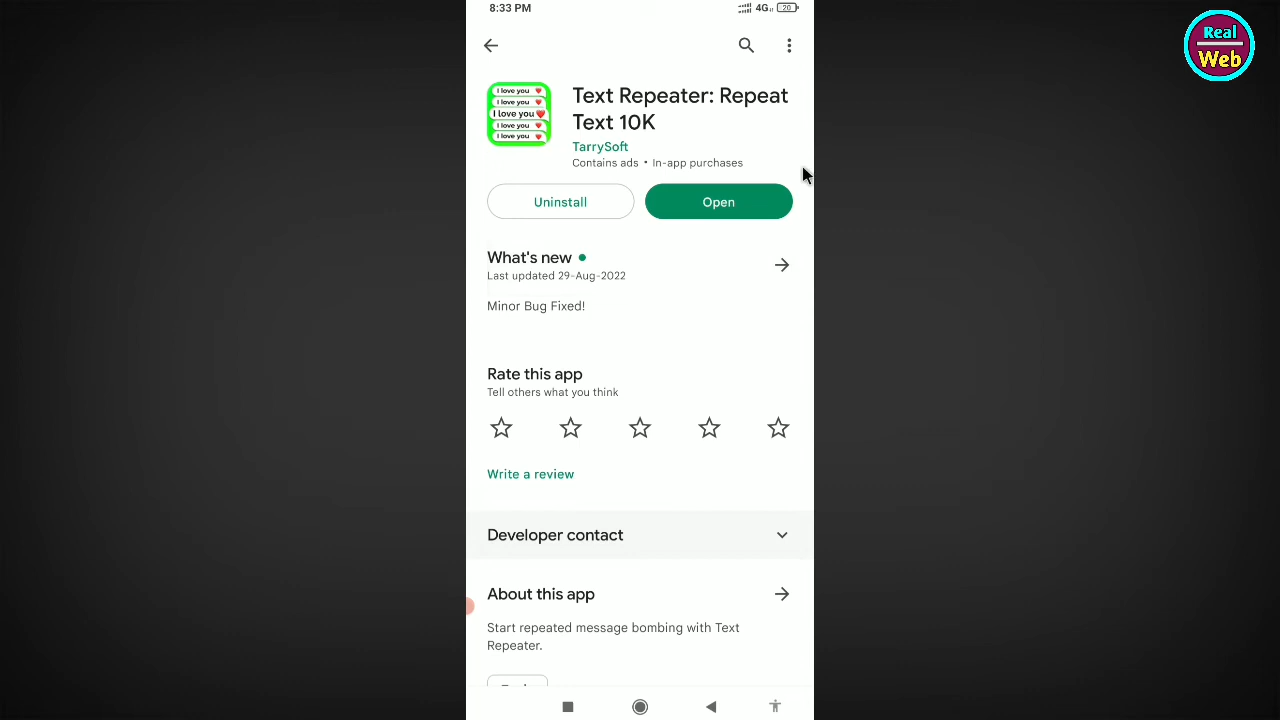 8:33 PM
4G
20
Real
Web
I love you
I love you
I love you
I love you
I love you
Text Repeater: Repeat
Text 10K
TarrySoft
Contains ads • In-app purchases
Uninstall
Open
What's new
Last updated 29-Aug-2022
Minor Bug Fixed!
Rate this app
Tell others what you think
Write a review
Developer contact
About this app
Start repeated message bombing with Text
Repeater.